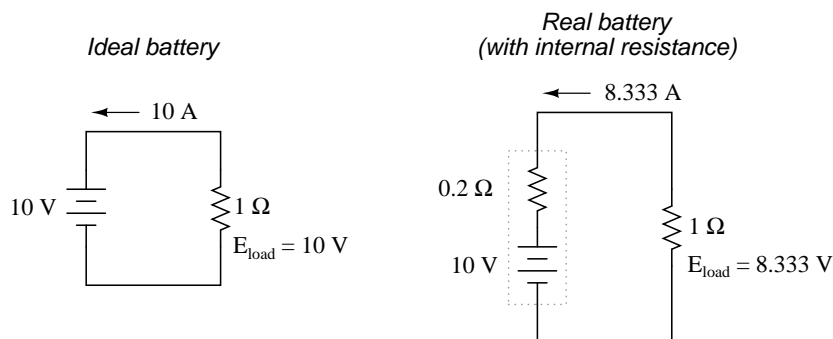 Ideal battery
10 A
10 V
1 Ω
E_load = 10 V
Real battery
(with internal resistance)
8.333 A
0.2 Ω
10 V
1 Ω
E_load = 8.333 V